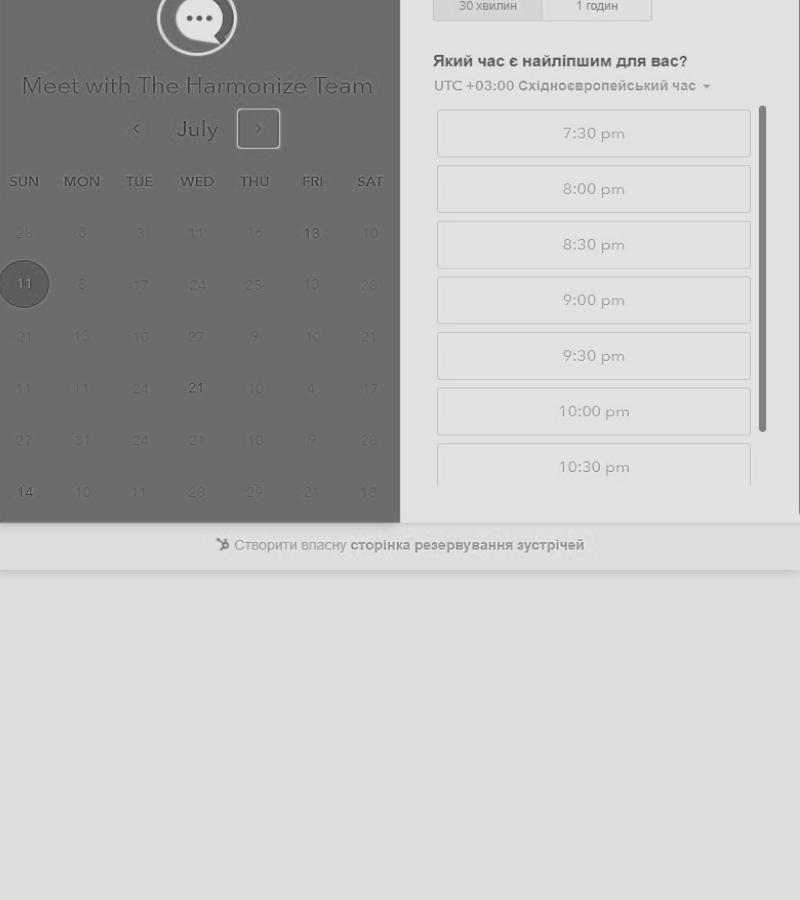 Meet with The Harmonize Team
July
SUN MON TUE WED THU FRI SAT
28 8 3 11 16 13 10
11 8 17 24 25 13 28
21 13 10 27 9 10 21
11 11 24 21 10 4 17
27 31 24 21 10 9 28
14 10 11 28 29 21 18
30 хвилин 1 годин
Який час є найліпшим для вас?
UTC +03:00 Східноєвропейський час
7:30 pm
8:00 pm
8:30 pm
9:00 pm
9:30 pm
10:00 pm
10:30 pm
Створити власну сторінка резервування зустрічей